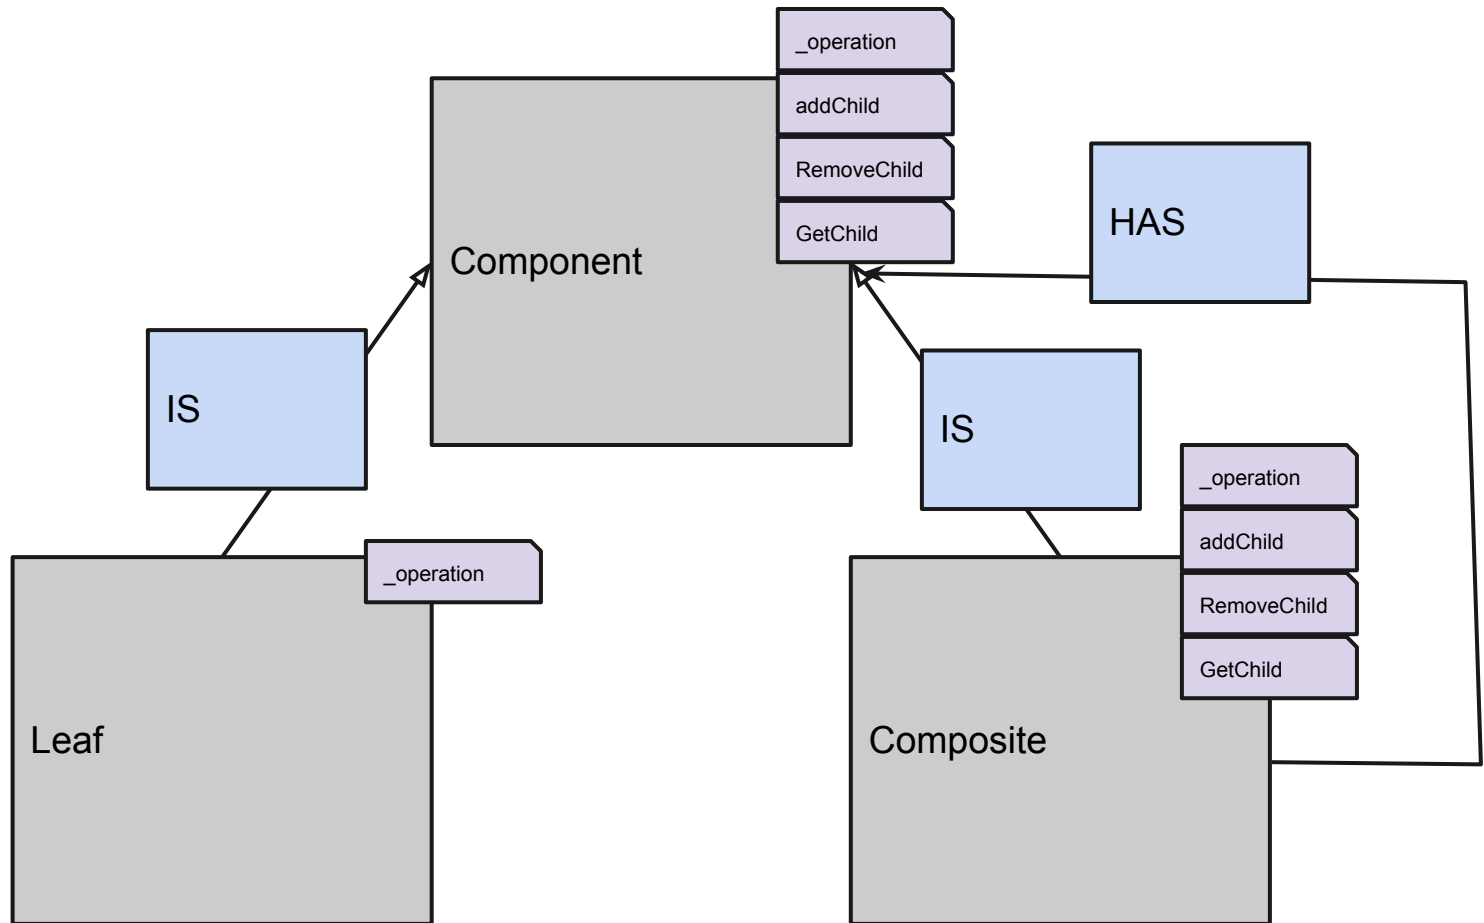 _operation
addChild
RemoveChild
GetChild
Component
HAS
IS
IS
_operation
addChild
RemoveChild
GetChild
_operation
Leaf
Composite